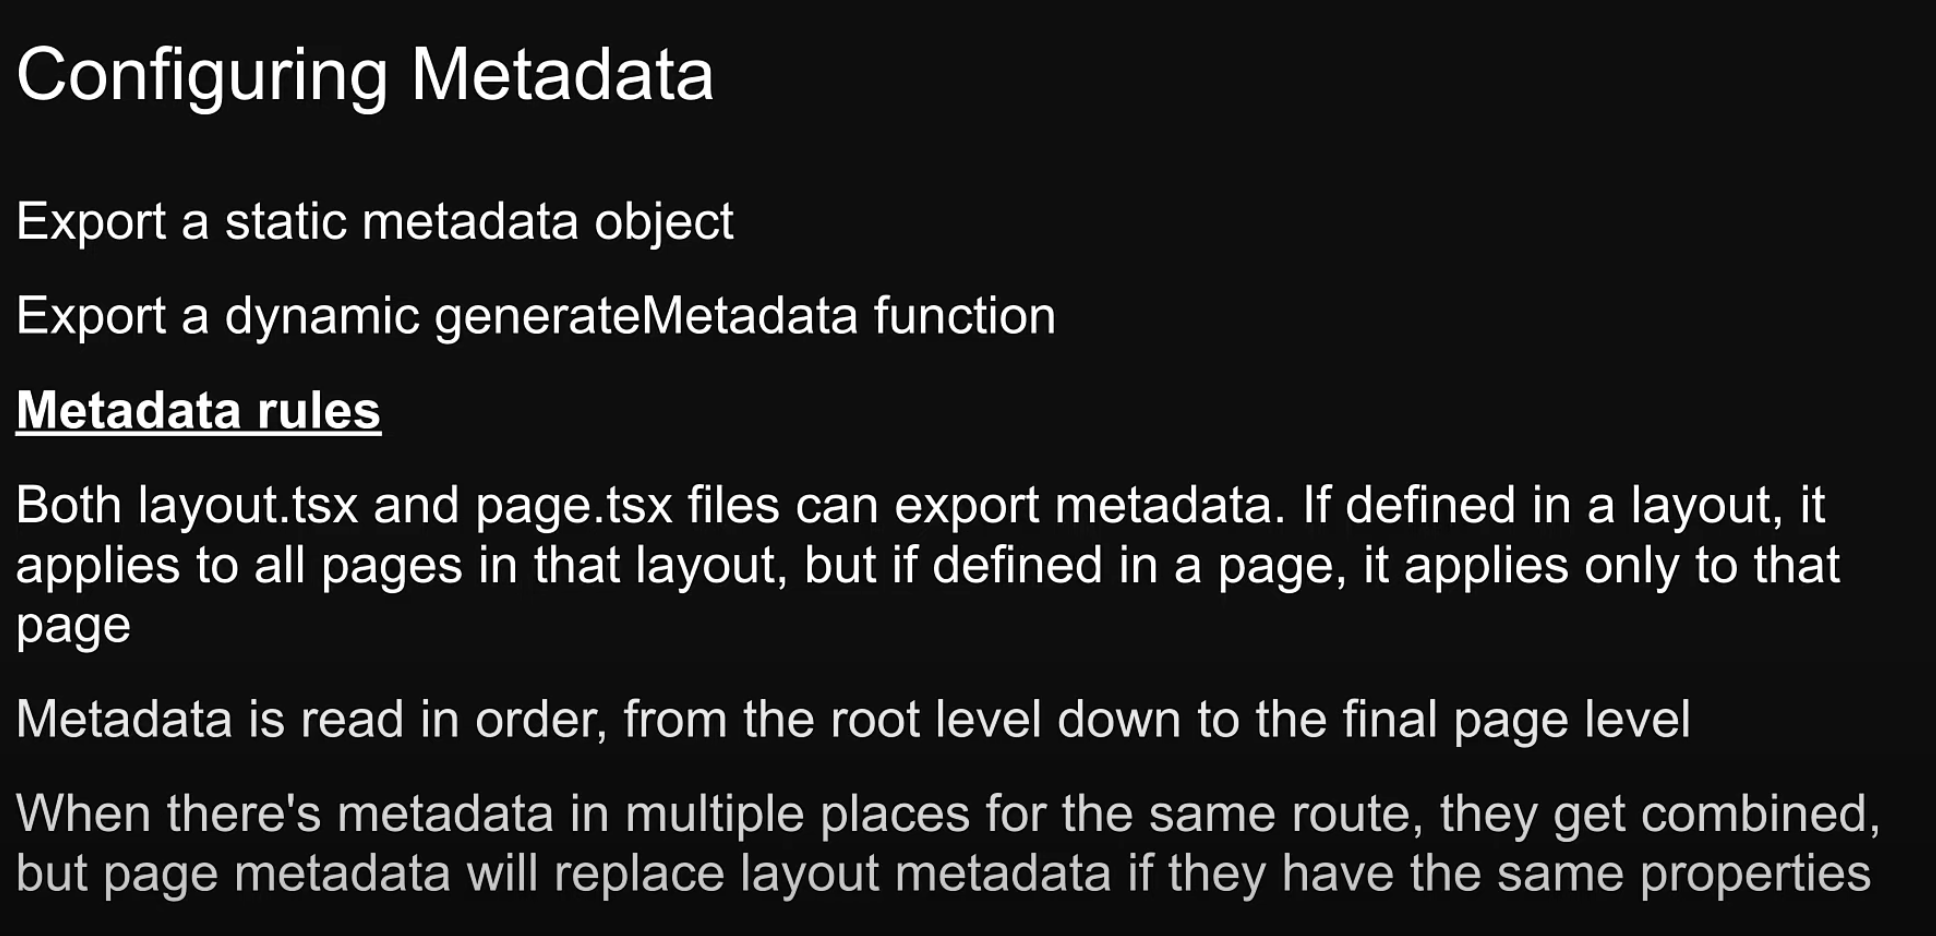 Configuring Metadata
Export a static metadata object
Export a dynamic generateMetadata function
Metadata rules
Both layout.tsx and page.tsx files can export metadata. If defined in a layout, it
applies to all pages in that layout, but if defined in a page, it applies only to that
page
Metadata is read in order, from the root level down to the final page level
When there's metadata in multiple places for the same route, they get combined,
but page metadata will replace layout metadata if they have the same properties